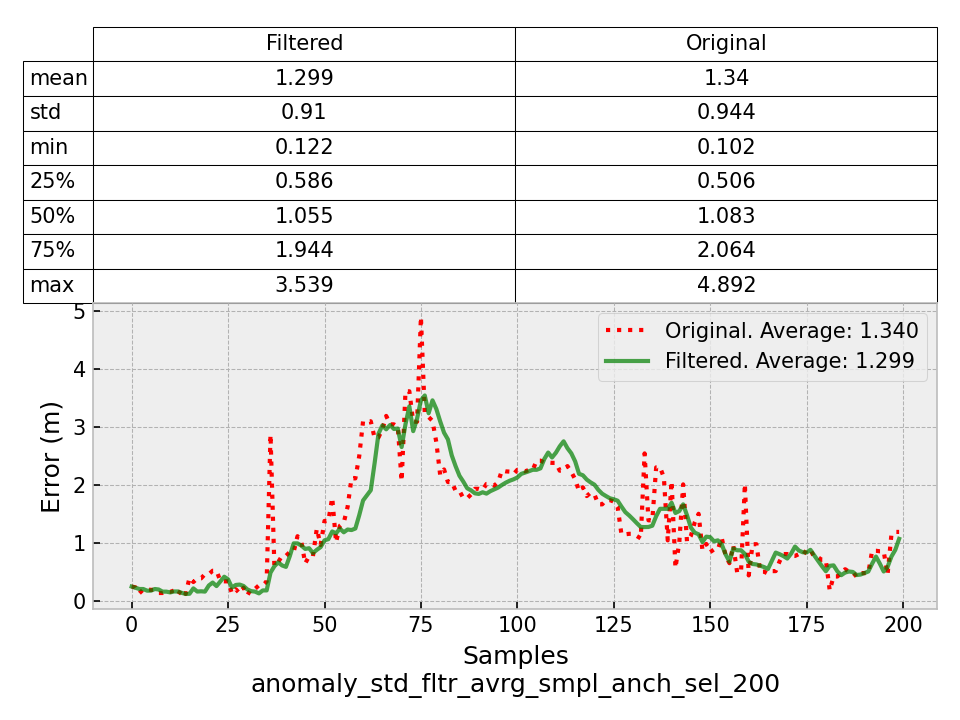 Filtered Original
mean 1.299 1.34
std 0.91 0.944
min 0.122 0.102
25% 0.586 0.506
50% 1.055 1.083
75% 1.944 2.064
max 3.539 4.892
Original. Average: 1.340
Filtered. Average: 1.299
5
4
3
2
1
0
Error (m)
0 25 50 75 100 125 150 175 200
Samples
anomaly_std_fltr_avrg_smpl_anch_sel_200